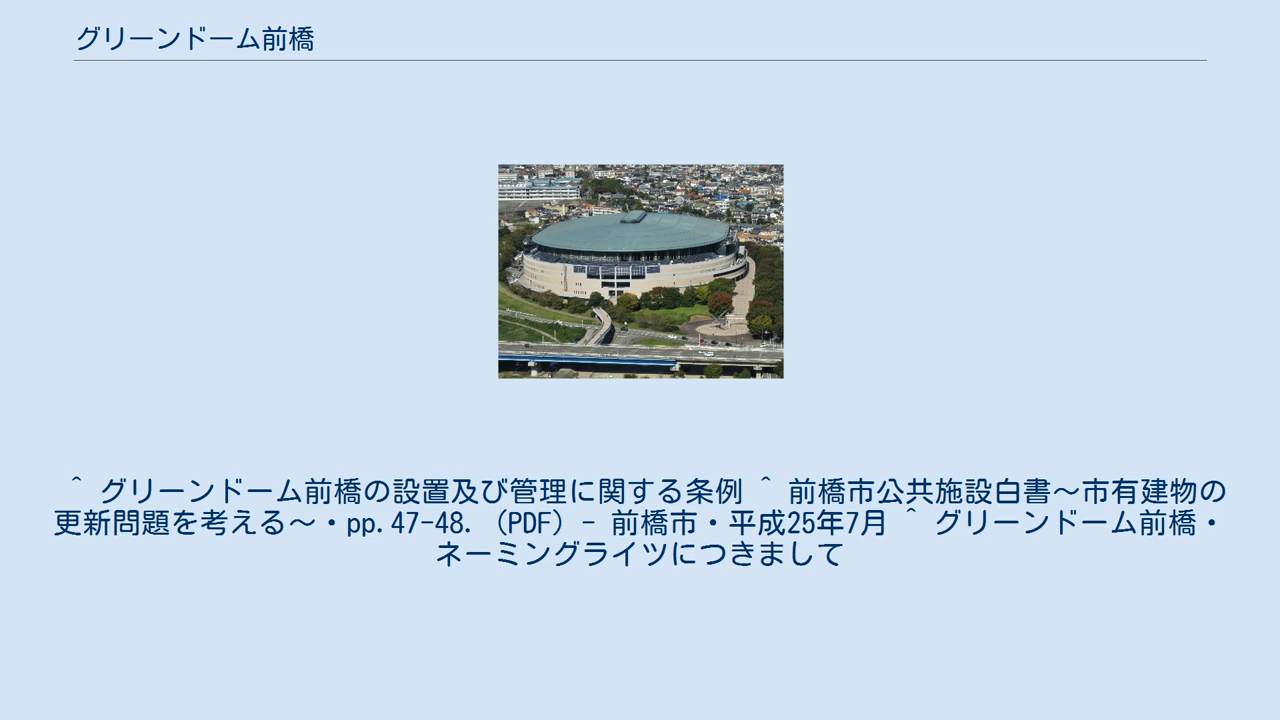 グリーンドーム前橋
^ グリーンドーム前橋の設置及び管理に関する条例 ^ 前橋市公共施設白書～市有建物の
更新問題を考える～・pp.47-48. (PDF) - 前橋市・平成25年7月 ^ グリーンドーム前橋・
ネーミングライツにつきまして